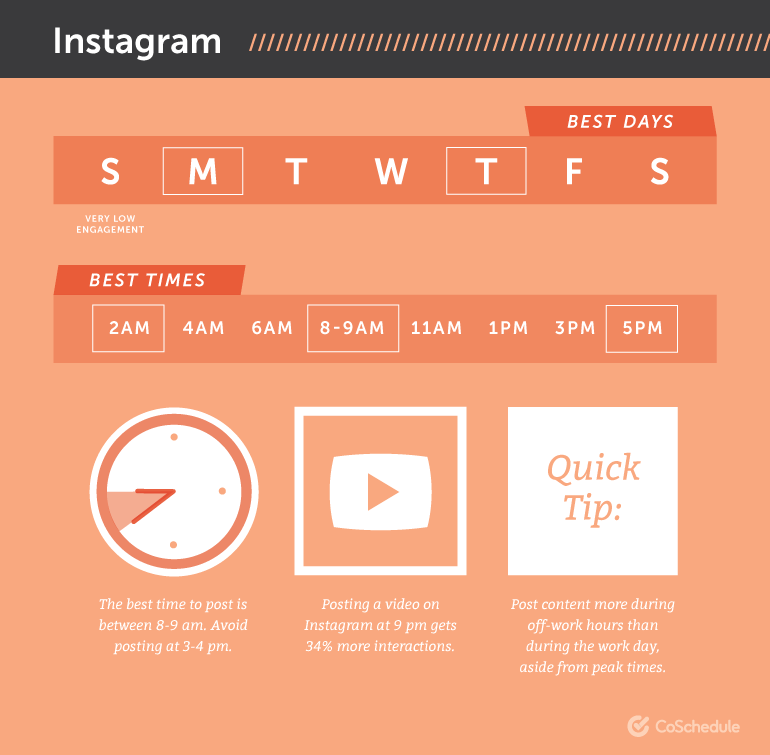 Instagram
BEST DAYS
S M T W T F S
VERY LOW
ENGAGEMENT
BEST TIMES
2AM 4AM 6AM 8-9AM 11AM 1PM 3PM 5PM
Quick
Tip:
The best time to post is
between 8-9 am. Avoid
posting at 3-4 pm.
Posting a video on
Instagram at 9 pm gets
34% more interactions.
Post content more during
off-work hours than
during the work day,
aside from peak times.
CoSchedule